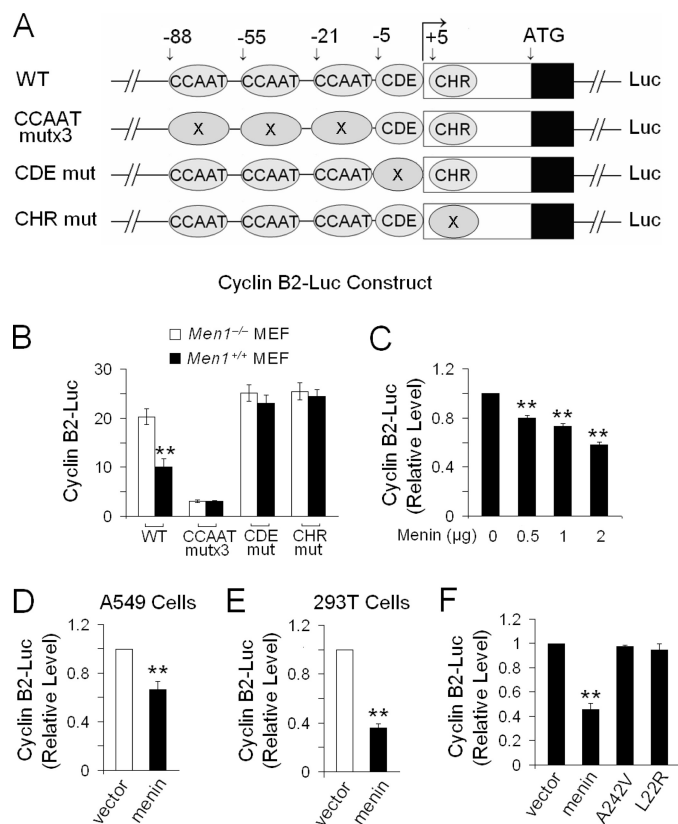 A
-88 -55 -21 -5 +5 ATG
WT CCAAT CCAAT CCAAT CDE CHR Luc
CCAAT
mutx3 X X X CDE CHR Luc
CDE mut CCAAT CCAAT CCAAT X CHR Luc
CHR mut CCAAT CCAAT CCAAT CDE X Luc
Cyclin B2-Luc Construct
B
Men1–/– MEF
Men1+/+ MEF
Cyclin B2-Luc
30
20
10
0
**
WT CCAAT mutx3 CDE mut CHR mut
C
Cyclin B2-Luc
(Relative Level)
1.2
0.8
0.4
0
** ** **
Menin (μg) 0 0.5 1 2
D
A549 Cells
Cyclin B2-Luc
(Relative Level)
1.2
0.8
0.4
0
**
vector menin
E
293T Cells
Cyclin B2-Luc
(Relative Level)
1.2
0.8
0.4
0
**
vector menin
F
Cyclin B2-Luc
(Relative Level)
1.2
1
0.8
0.6
0.4
0.2
0
**
vector menin A242V L22R